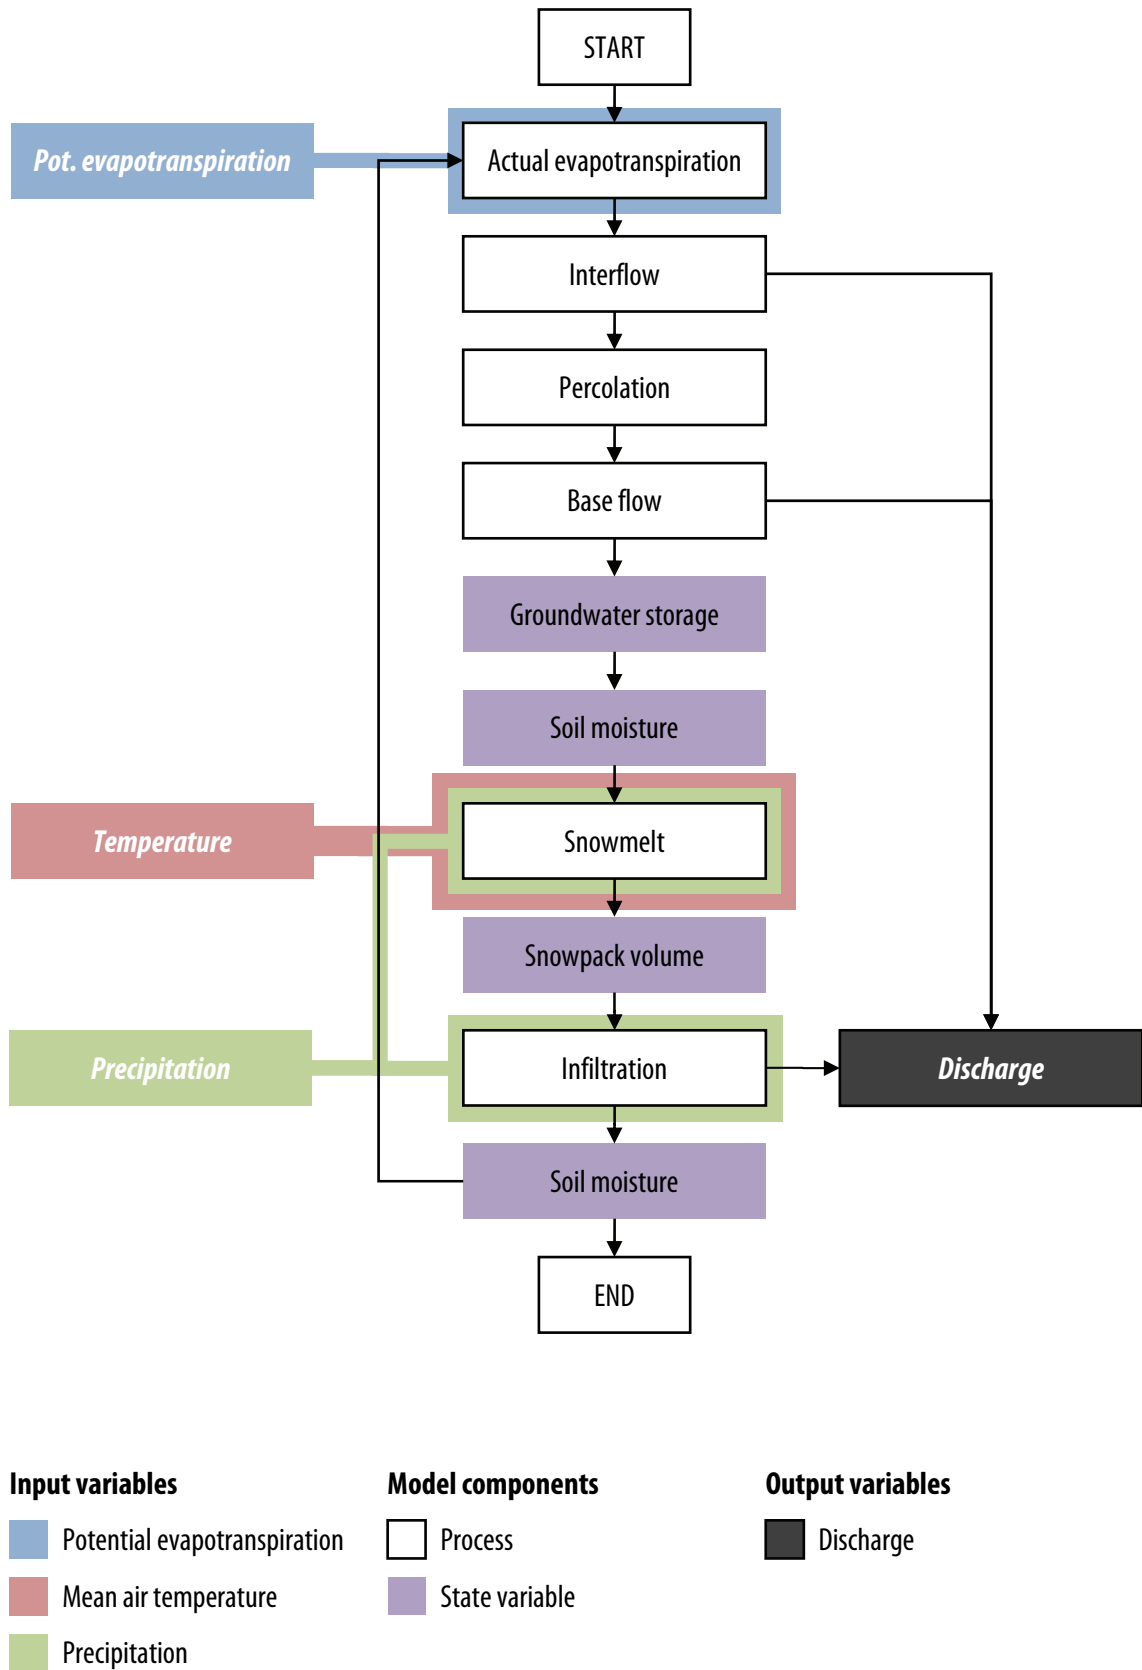 START
Pot. evapotranspiration
Actual evapotranspiration
Interflow
Percolation
Base flow
Groundwater storage
Soil moisture
Temperature
Snowmelt
Snowpack volume
Precipitation
Infiltration
Discharge
Soil moisture
END
Input variables
Potential evapotranspiration
Mean air temperature
Precipitation
Model components
Process
State variable
Output variables
Discharge